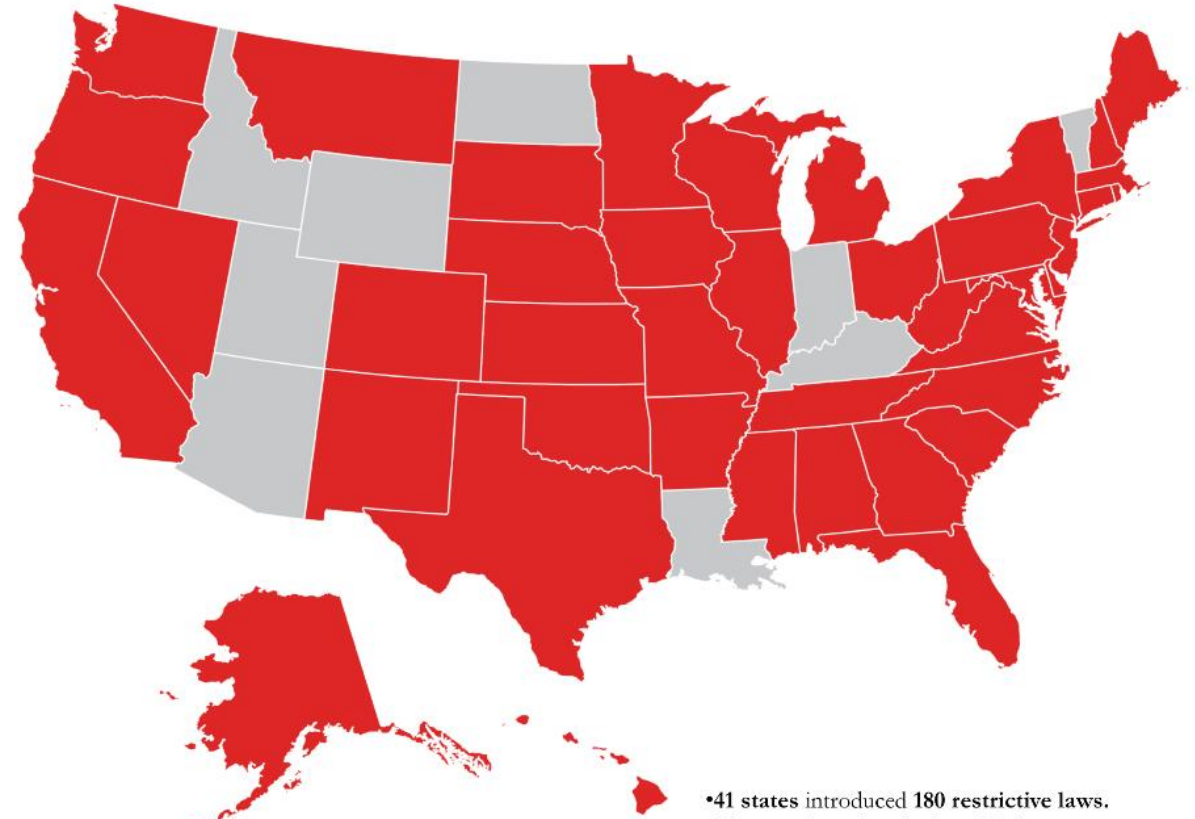 •41 states introduced 180 restrictive laws.